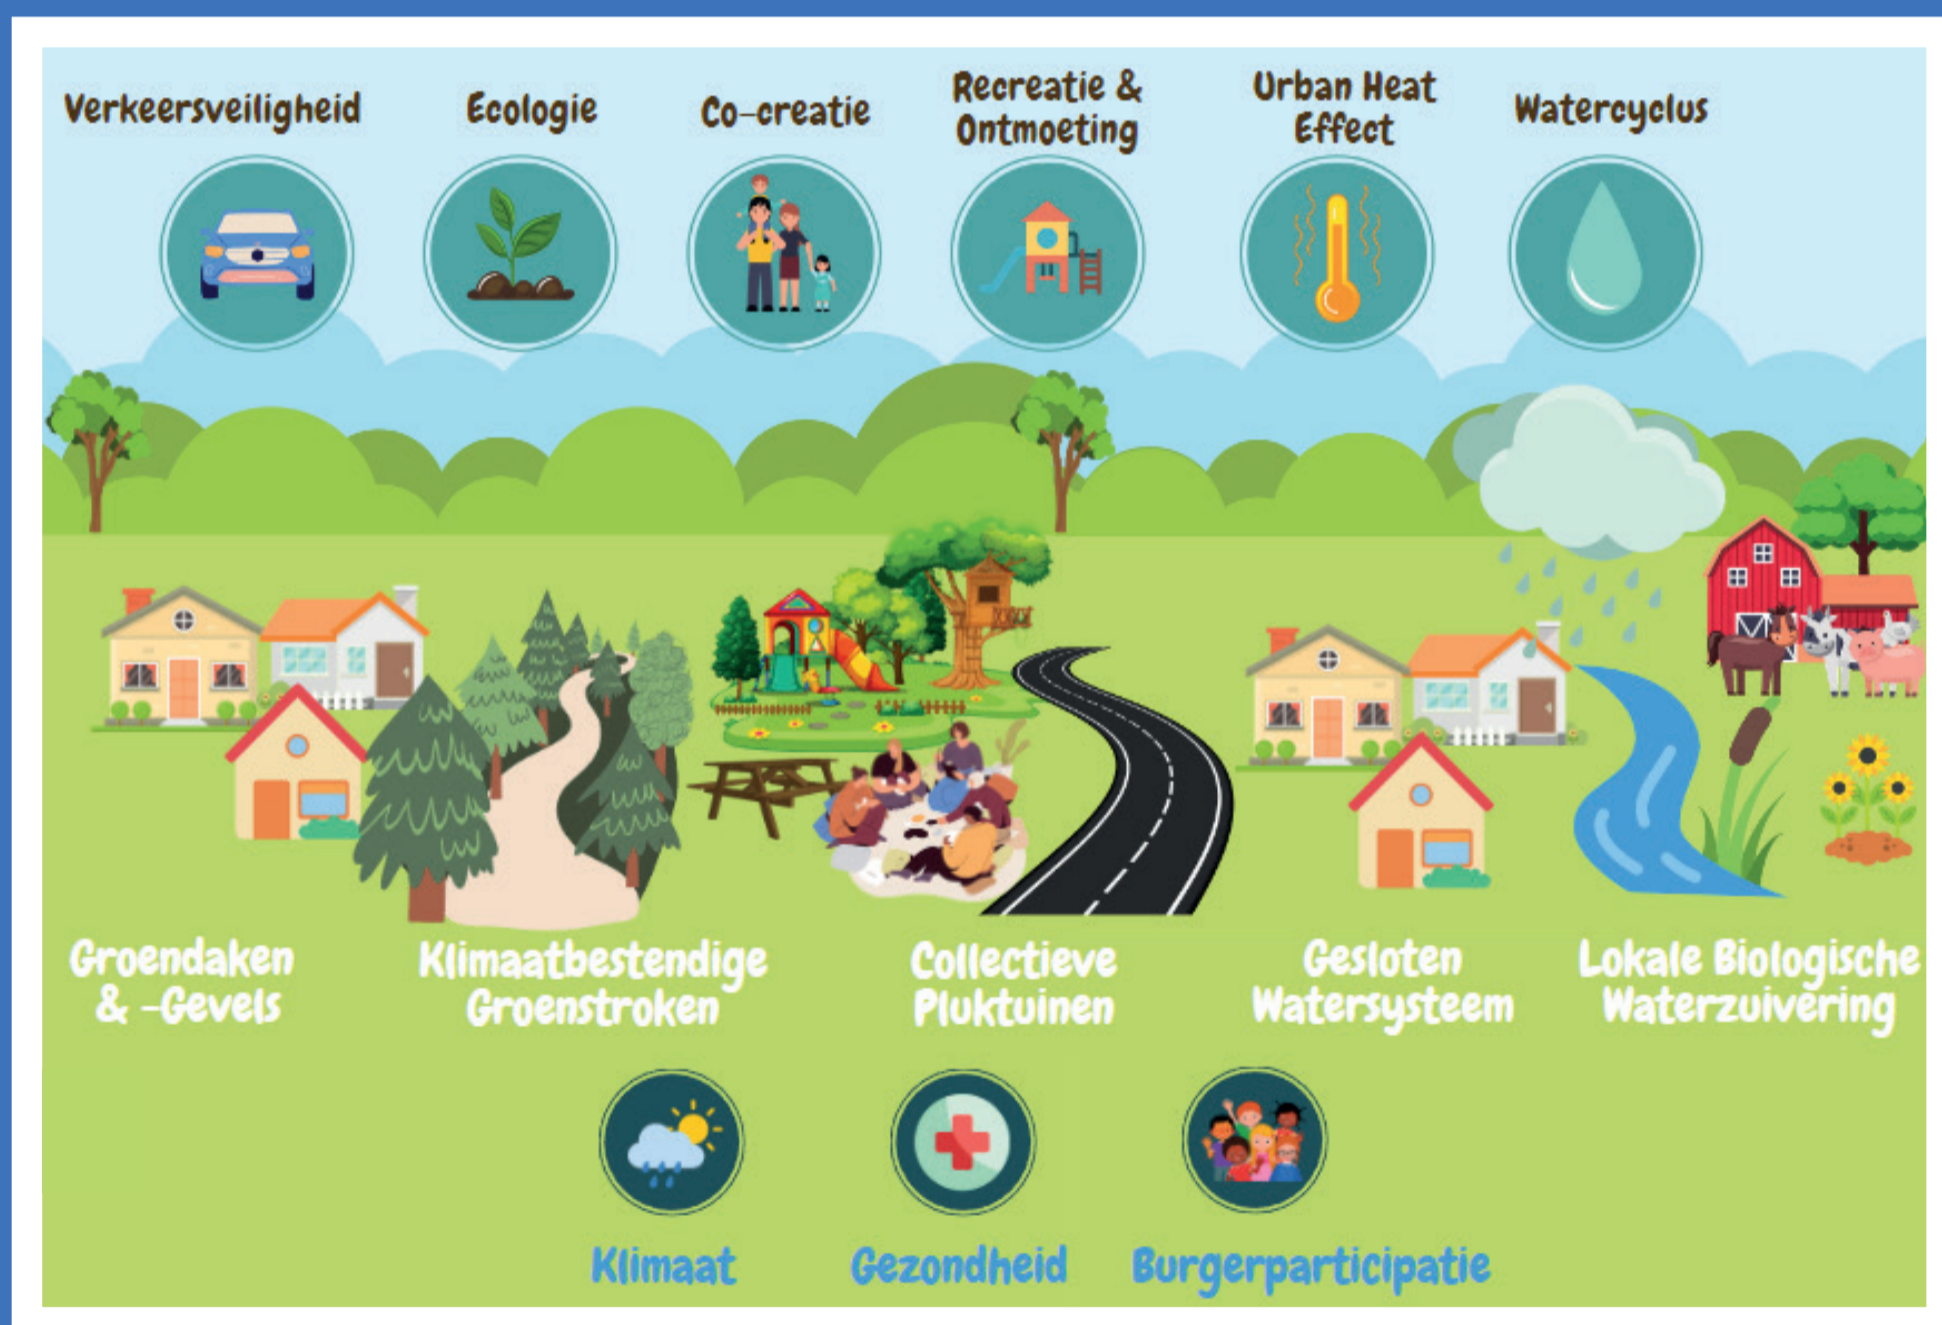 Verkeersveiligheid
Ecologie
Co-creatie
Recreatie &
Ontmoeting
Urban Heat
Effect
Watercyclus
Groendaken
& -Gevels
Klimaatbestendige
Groenstroken
Collectieve
Pluktuinen
Gesloten
Watersysteem
Lokale Biologische
Waterzuivering
Klimaat
Gezondheid
Burgerparticipatie